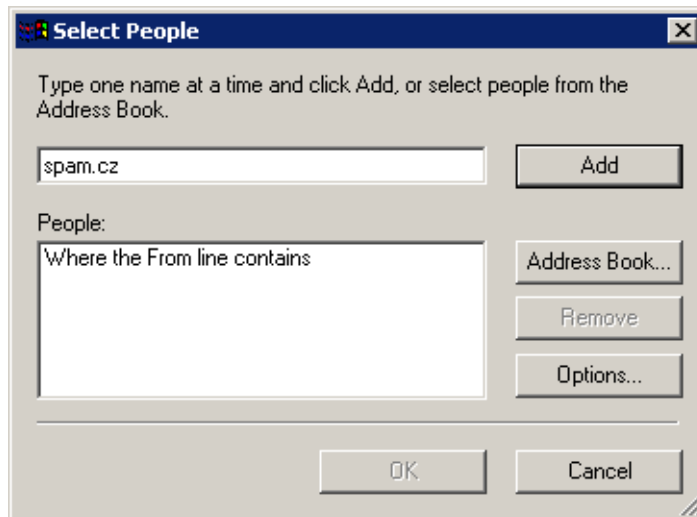 Select People
Type one name at a time and click Add, or select people from the
Address Book.
spam.cz
Add
People:
Where the From line contains
Address Book...
Remove
Options...
OK
Cancel